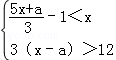 { (5x+a)/3 − 1 < x
3（x－a）>12